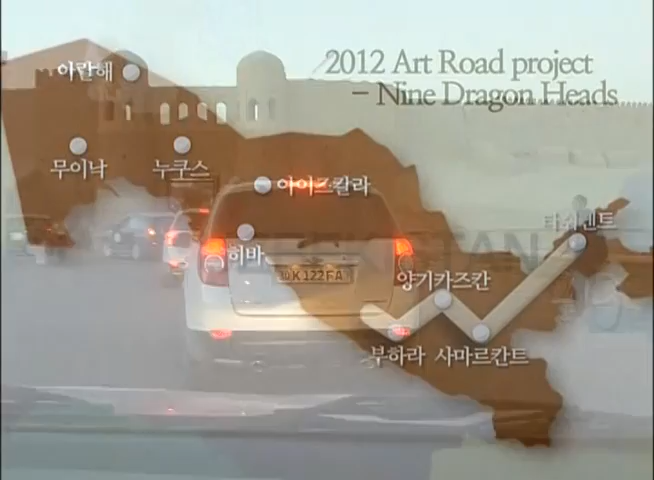 2012 Art Road project
– Nine Dragon Heads
아랄해
무이낙
누쿠스
아이즈칼라
타쉬켄트
히바
양기카즈칸
부하라
사마르칸트